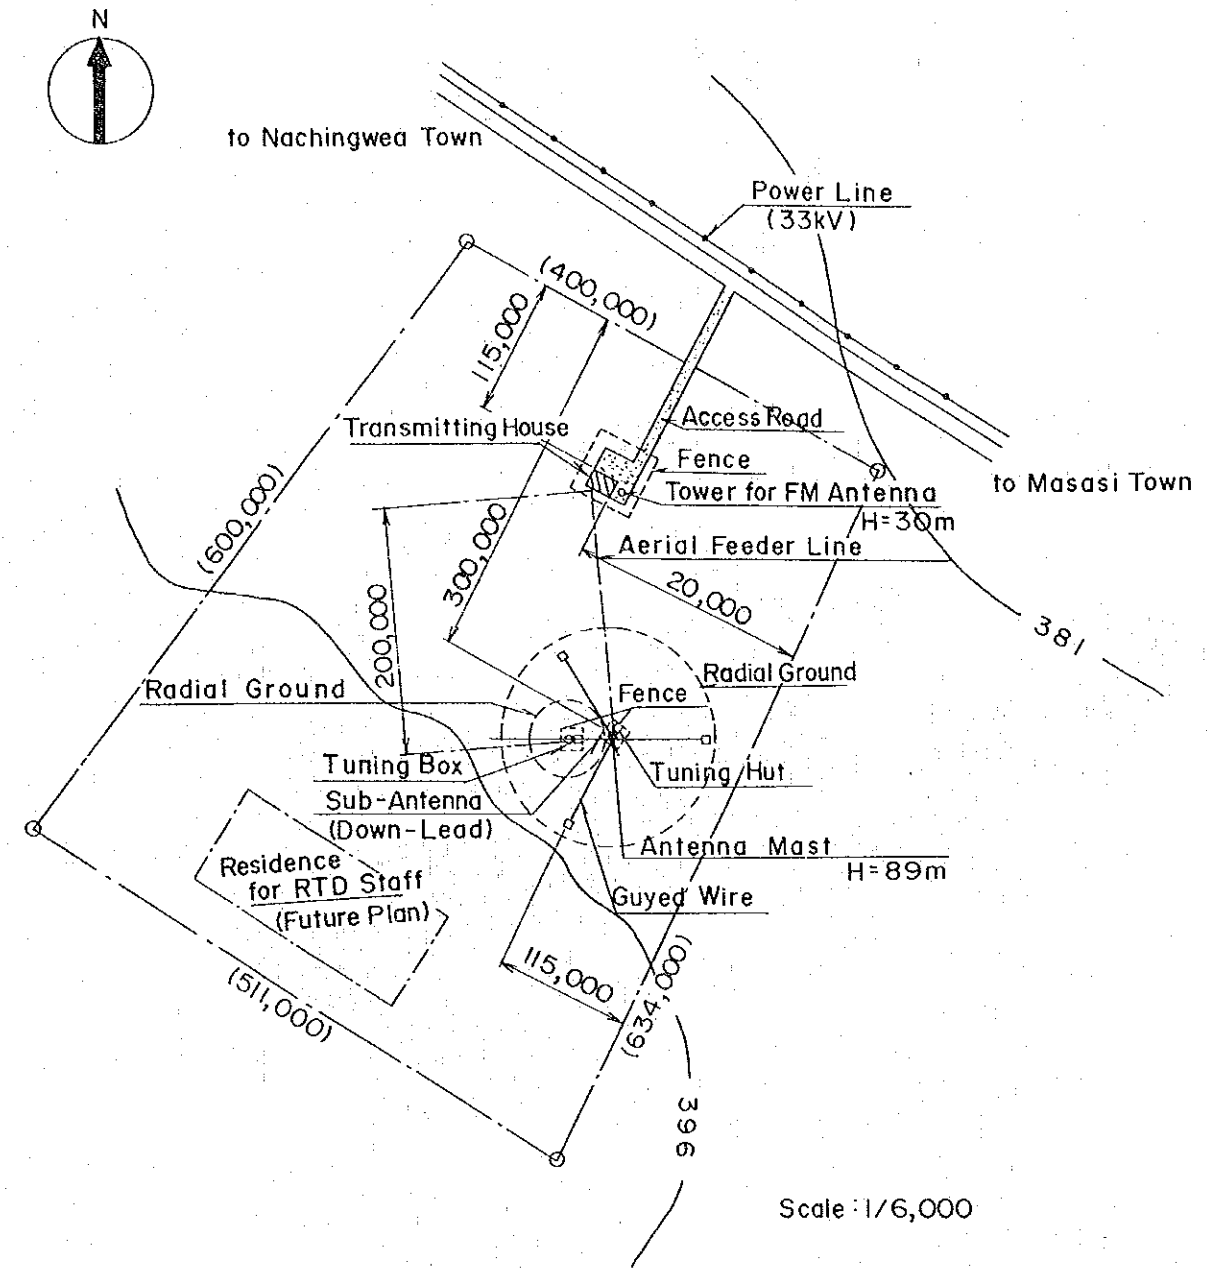 N
to Nachingwea Town
Power Line
(33kV)
(400,000)
115,000
Transmitting House
Access Road
Fence
to Masasi Town
Tower for FM Antenna
H=30m
(600,000)
300,000
Aerial Feeder Line
20,000
200,000
381
Radial Ground
Radial Ground
Fence
Tuning Box
Tuning Hut
Sub-Antenna
(Down-Lead)
Antenna Mast
H=89m
Residence
for RTD Staff
(Future Plan)
Guyed Wire
115,000
(634,000)
(511,000)
396
Scale : 1/6,000